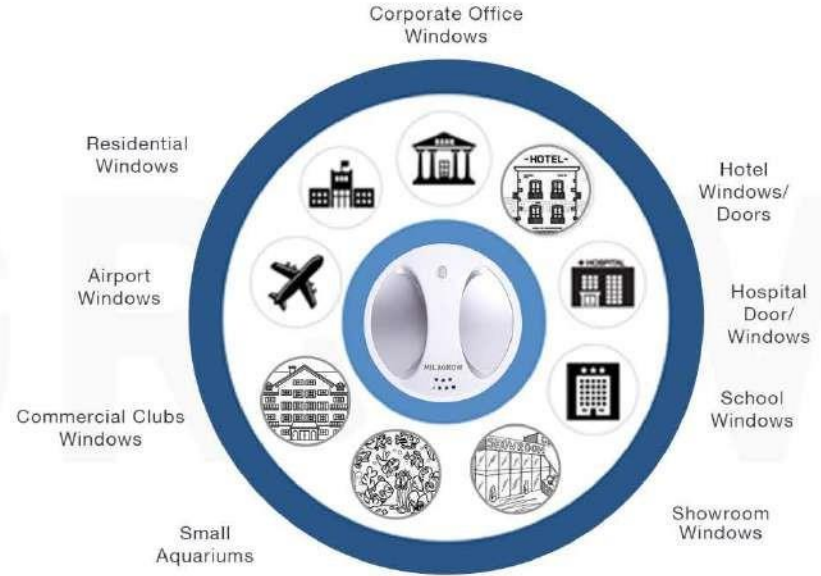 Corporate Office
Windows
Residential
Windows
-HOTEL-
Hotel
Windows/
Doors
Airport
Windows
+ HOSPITAL
Hospital
Door/
Windows
MILAGROW
School
Windows
Commercial Clubs
Windows
SHOWROOM
Showroom
Windows
Small
Aquariums